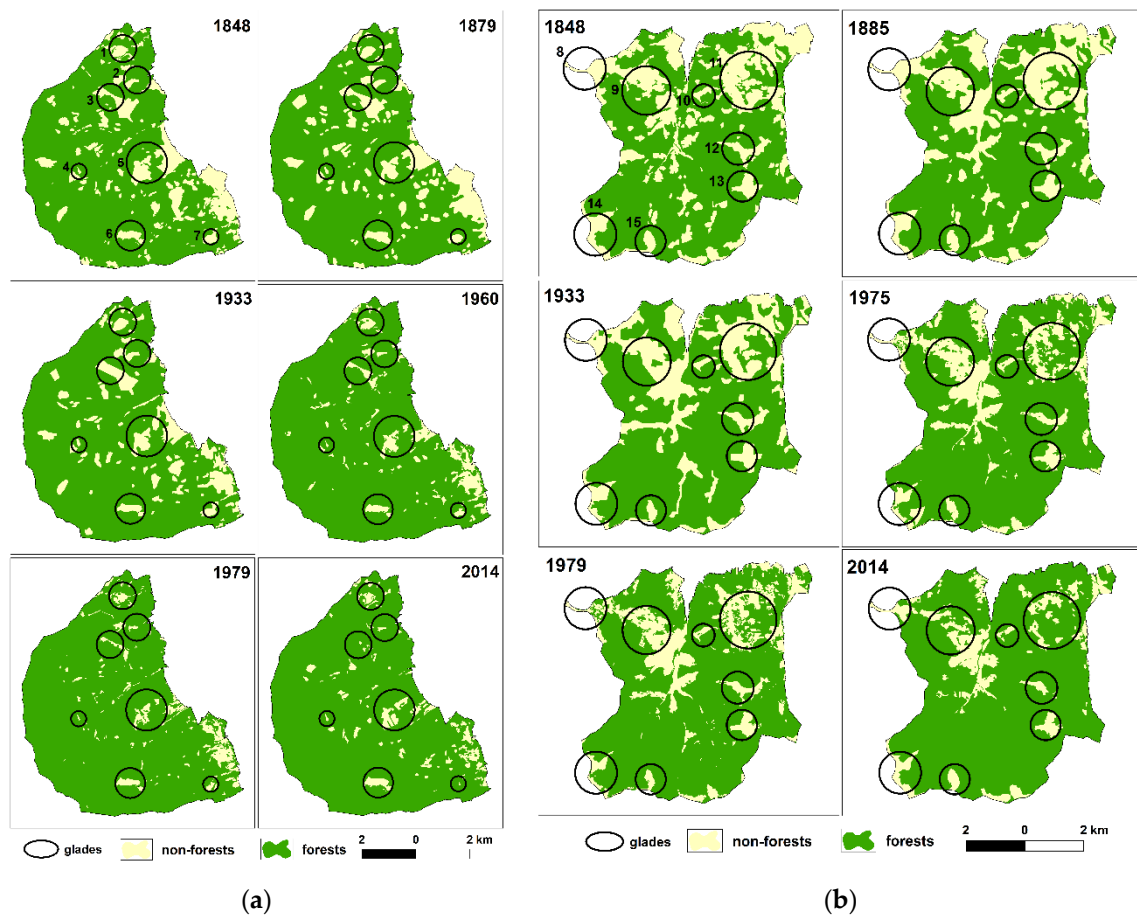 1848
1
2
3
4
5
6
7
1879
1933
1960
1979
2014
glades
non-forests
forests
2 0 2 km
(a)
1848
8
9
10
11
12
13
14
15
1885
1933
1975
1979
2014
glades
non-forests
forests
2 0 2 km
(b)